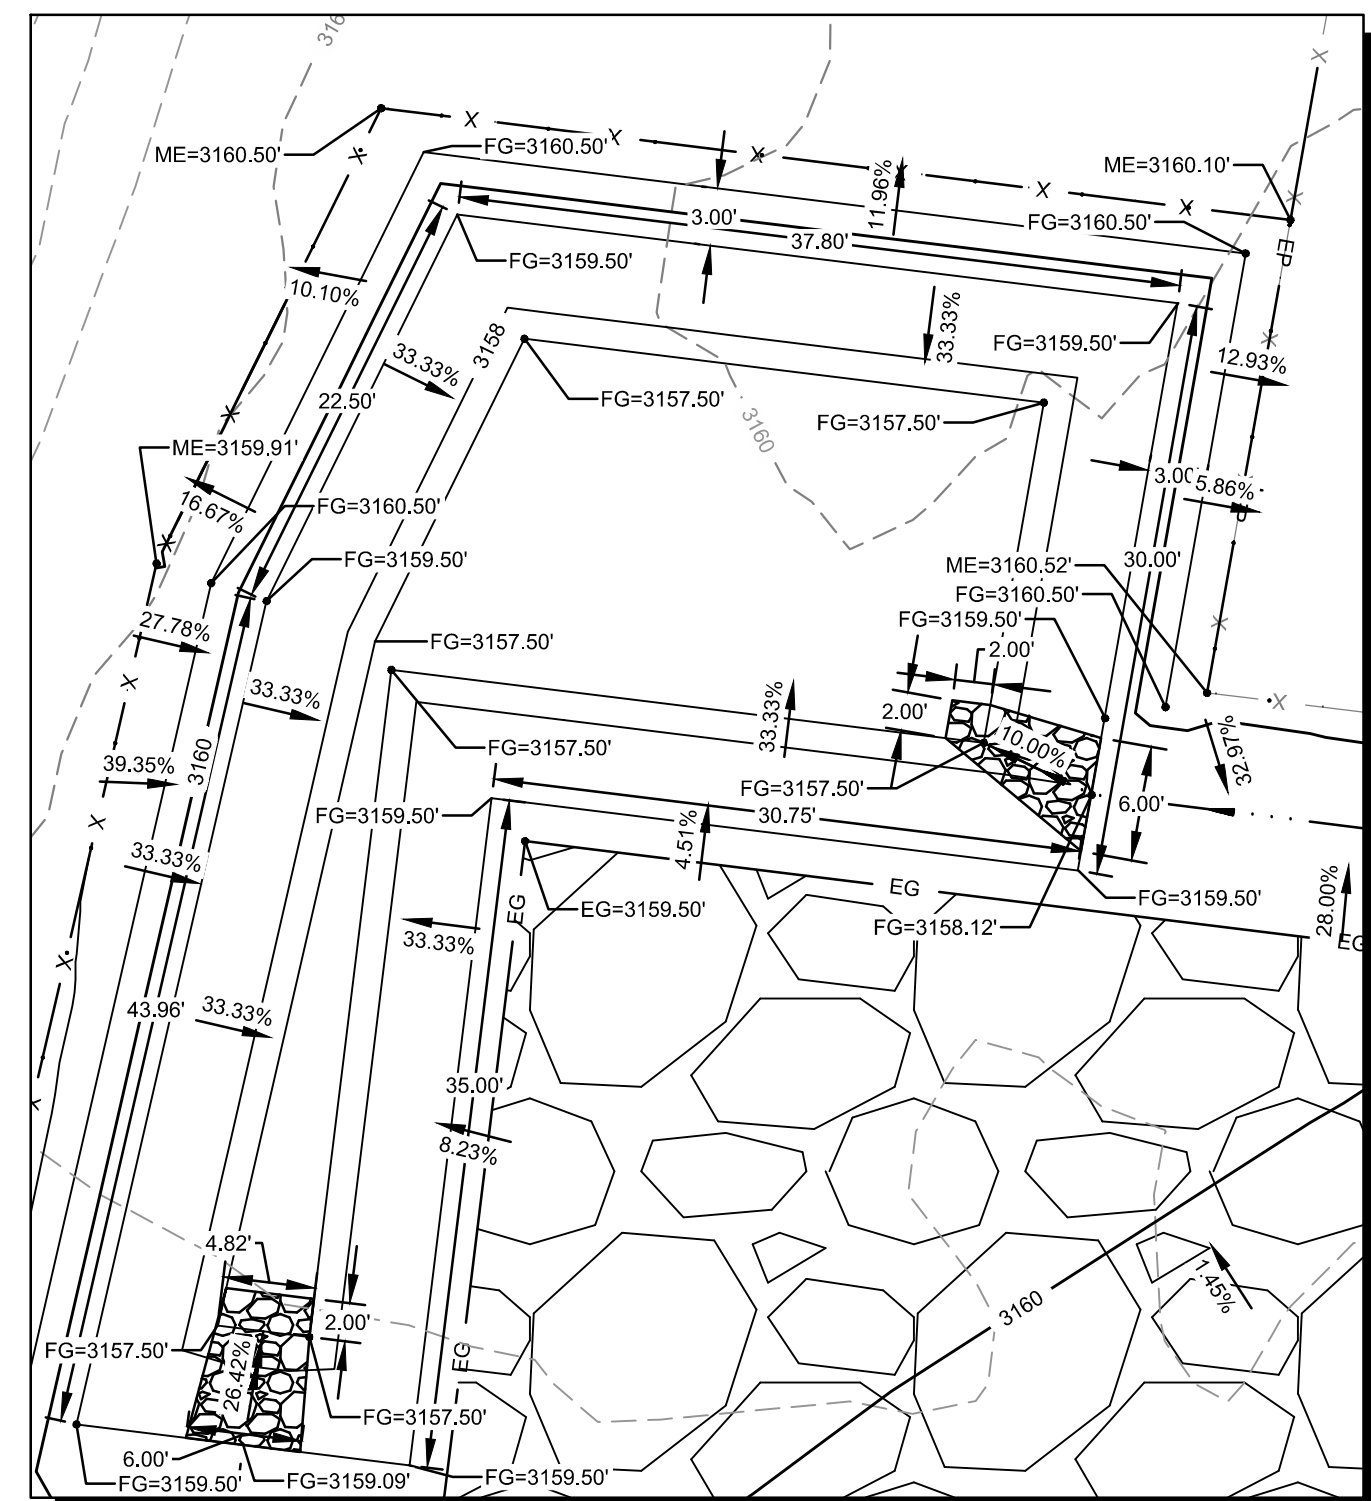 316
X
X
X
X
X
X
X
X
X
ME=3160.50'
FG=3160.50'
ME=3160.10'
11.96%
3.00'
FG=3160.50'
37.80'
EP
FG=3159.50'
10.10%
33.33%
FG=3159.50'
3158
33.33%
12.93%
X
22.50'
FG=3157.50'
FG=3157.50'
3160
X
ME=3159.91'
3.00'
5.86%
16.67%
FG=3160.50'
X
FG=3159.50'
30.00'
ME=3160.52'
FG=3160.50'
27.78%
FG=3159.50'
X
FG=3157.50'
2.00'
X
33.33%
X
2.00'
33.33%
10.00%
32.97%
FG=3157.50'
39.35%
3160
FG=3157.50'
6.00'
FG=3159.50'
30.75'
X
4.51%
33.33%
EG
FG=3159.50'
EG
EG=3159.50'
28.00%
FG=3158.12'
33.33%
EG
X
43.96'
33.33%
35.00'
X
8.23%
4.82'
1.45%
3160
2.00'
FG=3157.50'
EG
26.42%
FG=3157.50'
6.00'
FG=3159.50'
FG=3159.09'
FG=3159.50'